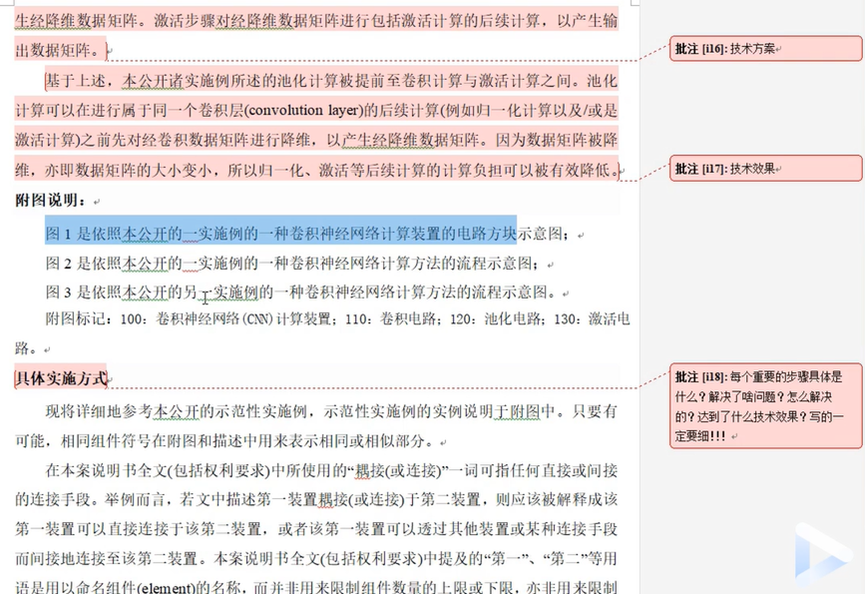 生经降维数据矩阵。激活步骤对经降维数据矩阵进行包括激活计算的后续计算，以产生输
出数据矩阵。
批注 [i16]: 技术方案
基于上述，本公开诸实施例所述的池化计算被提前至卷积计算与激活计算之间。池化
计算可以在进行属于同一个卷积层(convolution layer)的后续计算(例如归一化计算以及/或是
激活计算)之前先对经卷积数据矩阵进行降维，以产生经降维数据矩阵。因为数据矩阵被降
维，亦即数据矩阵的大小变小，所以归一化、激活等后续计算的计算负担可以被有效降低。
批注 [i17]: 技术效果
附图说明：
图 1 是依照本公开的一实施例的一种卷积神经网络计算装置的电路方块示意图；
图 2 是依照本公开的一实施例的一种卷积神经网络计算方法的流程示意图；
图 3 是依照本公开的另一实施例的一种卷积神经网络计算方法的流程示意图。
附图标记：100：卷积神经网络(CNN)计算装置；110：卷积电路；120：池化电路；130：激活电
路。
具体实施方式
批注 [i18]: 每个重要的步骤具体是
什么？解决了啥问题？怎么解决
的？达到了什么技术效果？写的一
定要细!!!
现将详细地参考本公开的示范性实施例，示范性实施例的实例说明于附图中。只要有
可能，相同组件符号在附图和描述中用来表示相同或相似部分。
在本案说明书全文(包括权利要求)中所使用的“耦接(或连接)”一词可指任何直接或间接
的连接手段。举例而言，若文中描述第一装置耦接(或连接)于第二装置，则应该被解释成该
第一装置可以直接连接于该第二装置，或者该第一装置可以透过其他装置或某种连接手段
而间接地连接至该第二装置。本案说明书全文(包括权利要求)中提及的“第一”、“第二”等用
语是用以命名组件(element)的名称，而并非用来限制组件数量的上限或下限，亦非用来限制